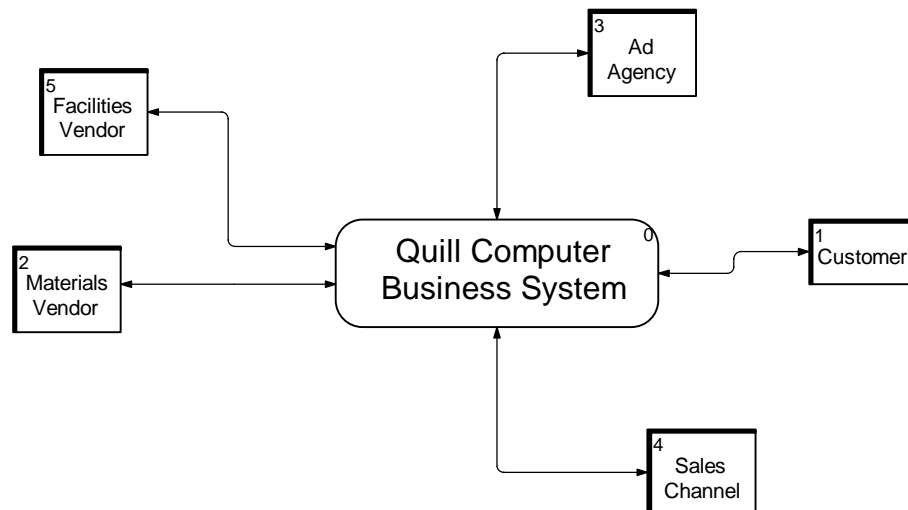 3
Ad
Agency
5
Facilities
Vendor
0
Quill Computer
Business System
1
Customer
2
Materials
Vendor
4
Sales
Channel